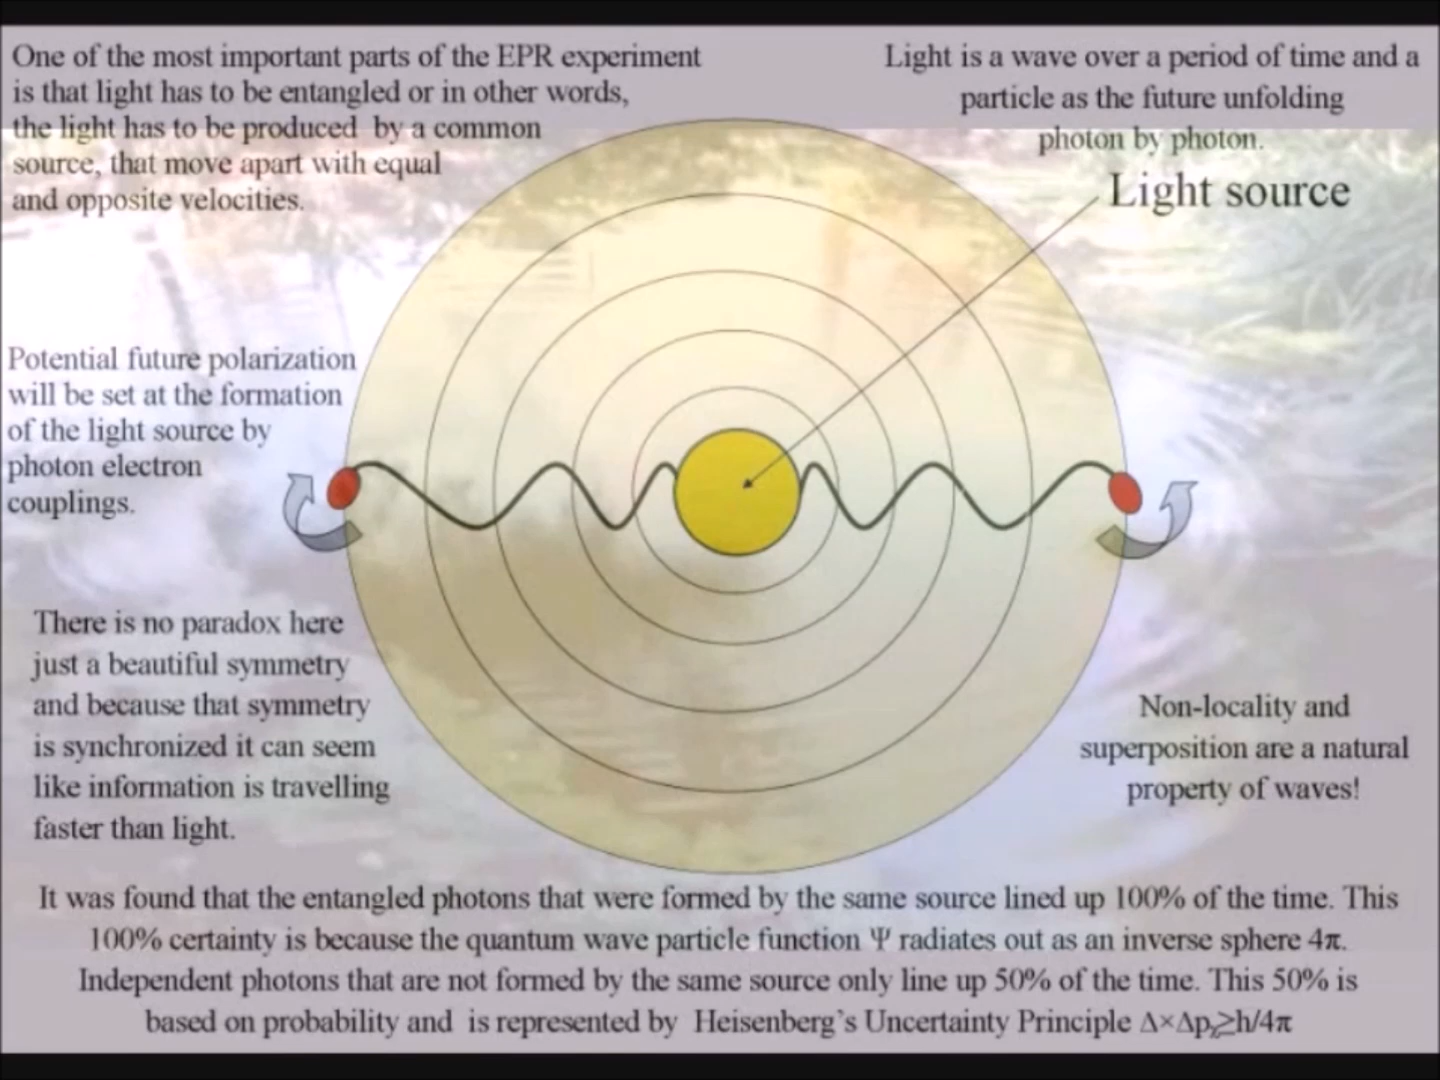 One of the most important parts of the EPR experiment
is that light has to be entangled or in other words,
the light has to be produced by a common
source, that move apart with equal
and opposite velocities.
Light is a wave over a period of time and a
particle as the future unfolding
photon by photon.
Light source
Potential future polarization
will be set at the formation
of the light source by
photon electron
couplings.
There is no paradox here
just a beautiful symmetry
and because that symmetry
is synchronized it can seem
like information is travelling
faster than light.
Non-locality and
superposition are a natural
property of waves!
It was found that the entangled photons that were formed by the same source lined up 100% of the time. This
100% certainty is because the quantum wave particle function Ψ radiates out as an inverse sphere 4π.
Independent photons that are not formed by the same source only line up 50% of the time. This 50% is
based on probability and is represented by Heisenberg's Uncertainty Principle Δ×Δpₓ≥h/4π